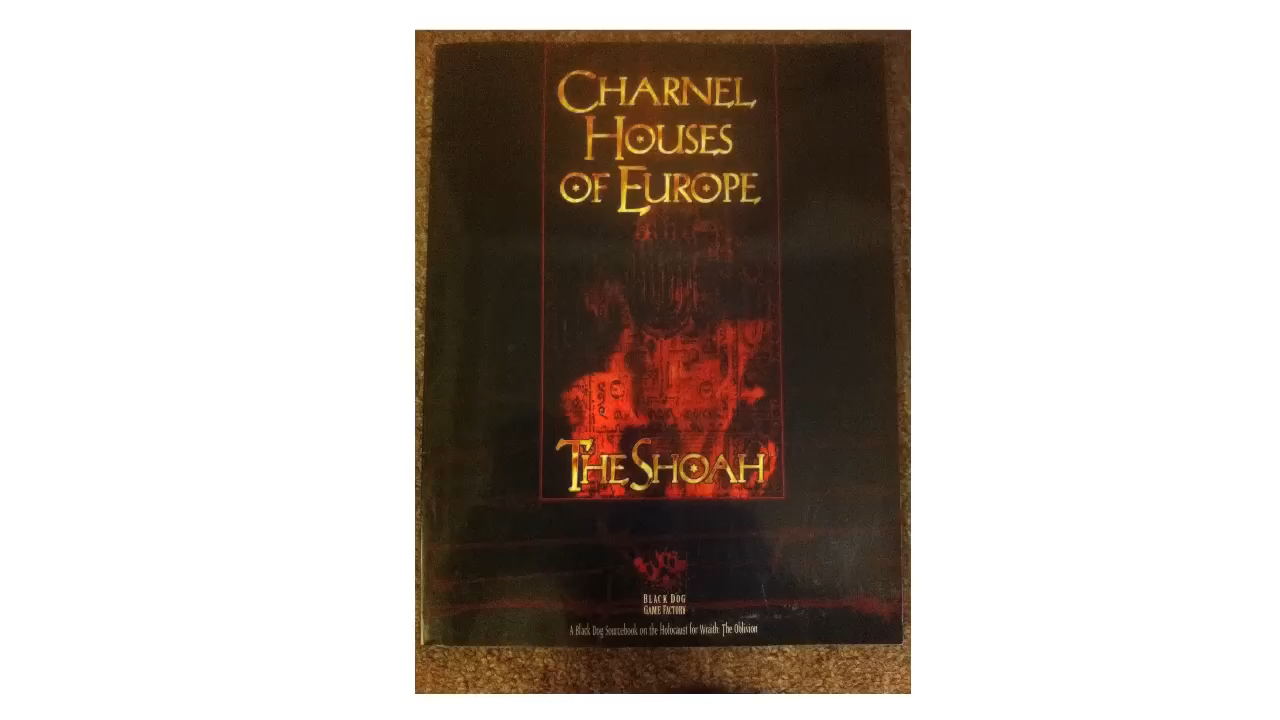 CHARNEL
HOUSES
OF EUROPE
THE SHOAH
BLACK DOG
GAME FACTORY
A Black Dog Sourcebook on the Holocaust for Wraith: The Oblivion